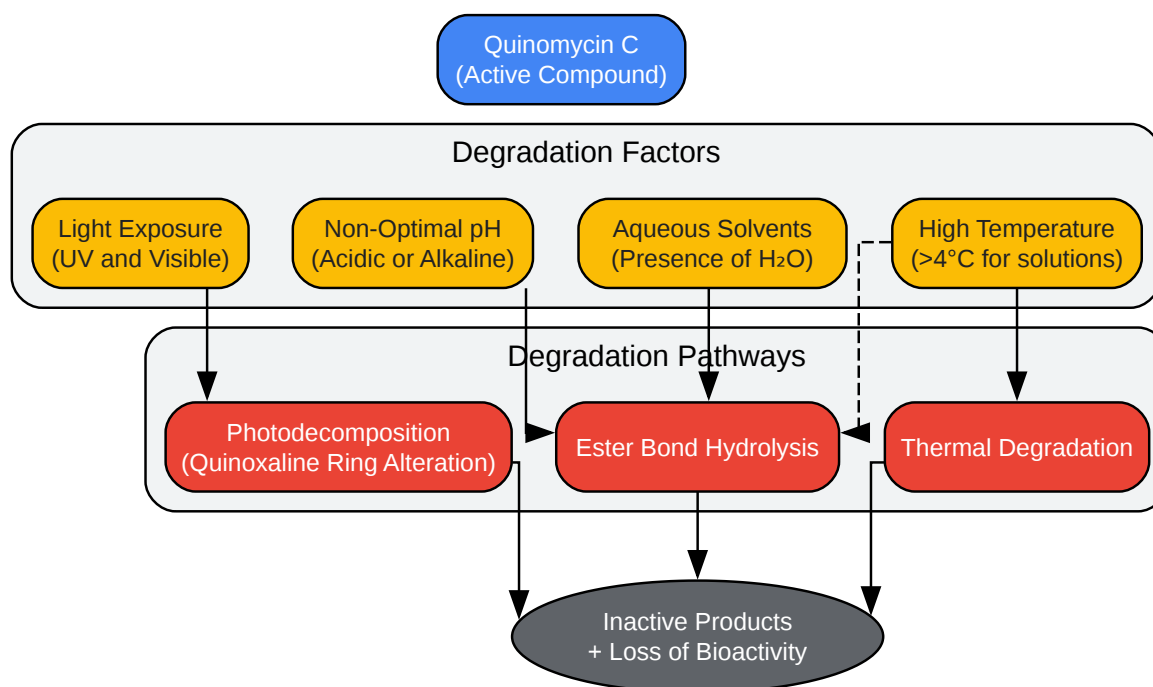 Quinomycin C
(Active Compound)
Degradation Factors
Light Exposure
(UV and Visible)
Non-Optimal pH
(Acidic or Alkaline)
Aqueous Solvents
(Presence of H₂O)
High Temperature
(>4°C for solutions)
Degradation Pathways
Photodecomposition
(Quinoxaline Ring Alteration)
Ester Bond Hydrolysis
Thermal Degradation
Inactive Products
+ Loss of Bioactivity